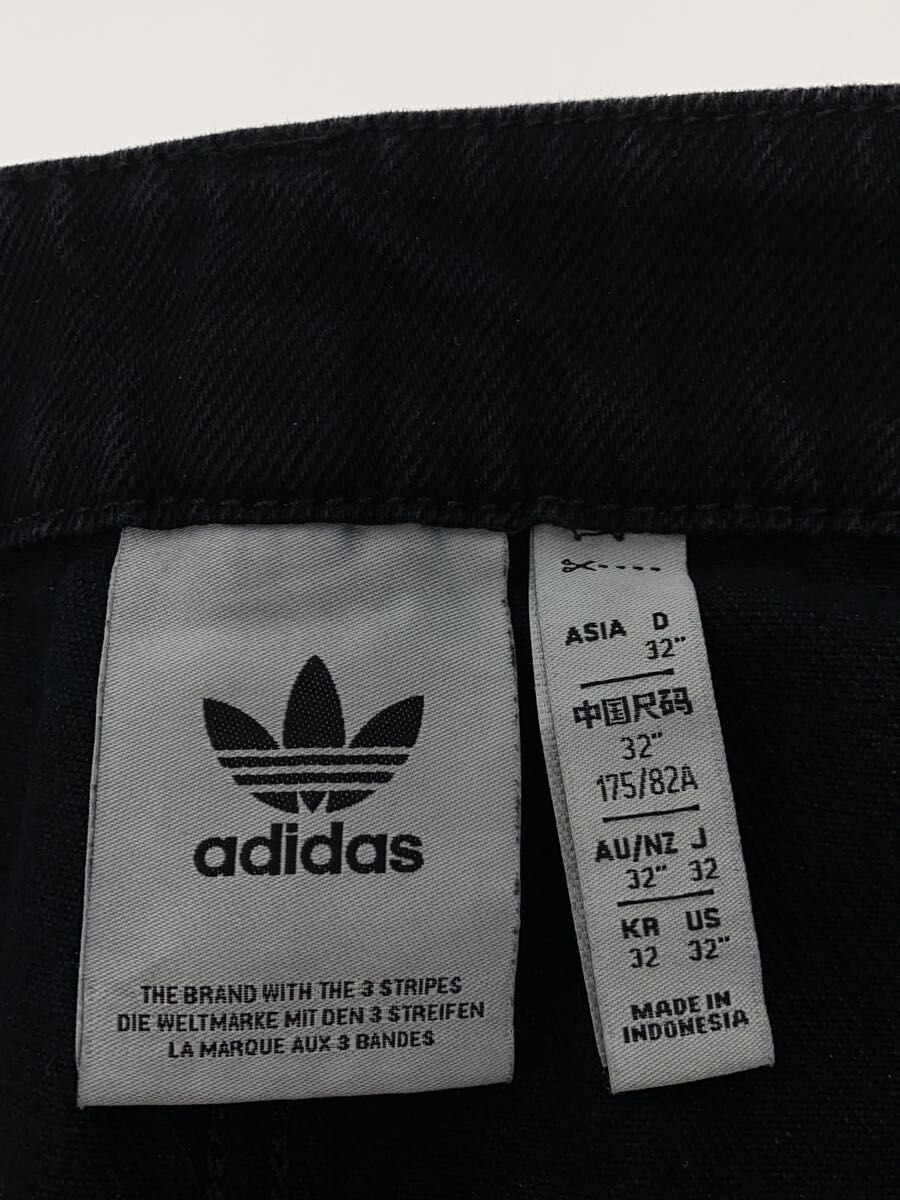 adidas
THE BRAND WITH THE 3 STRIPES
DIE WELTMARKE MIT DEN 3 STREIFEN
LA MARQUE AUX 3 BANDES
ASIA D
32"
中国尺码
32"
175/82A
AU/NZ J
32" 32
KR US
32 32"
MADE IN
INDONESIA